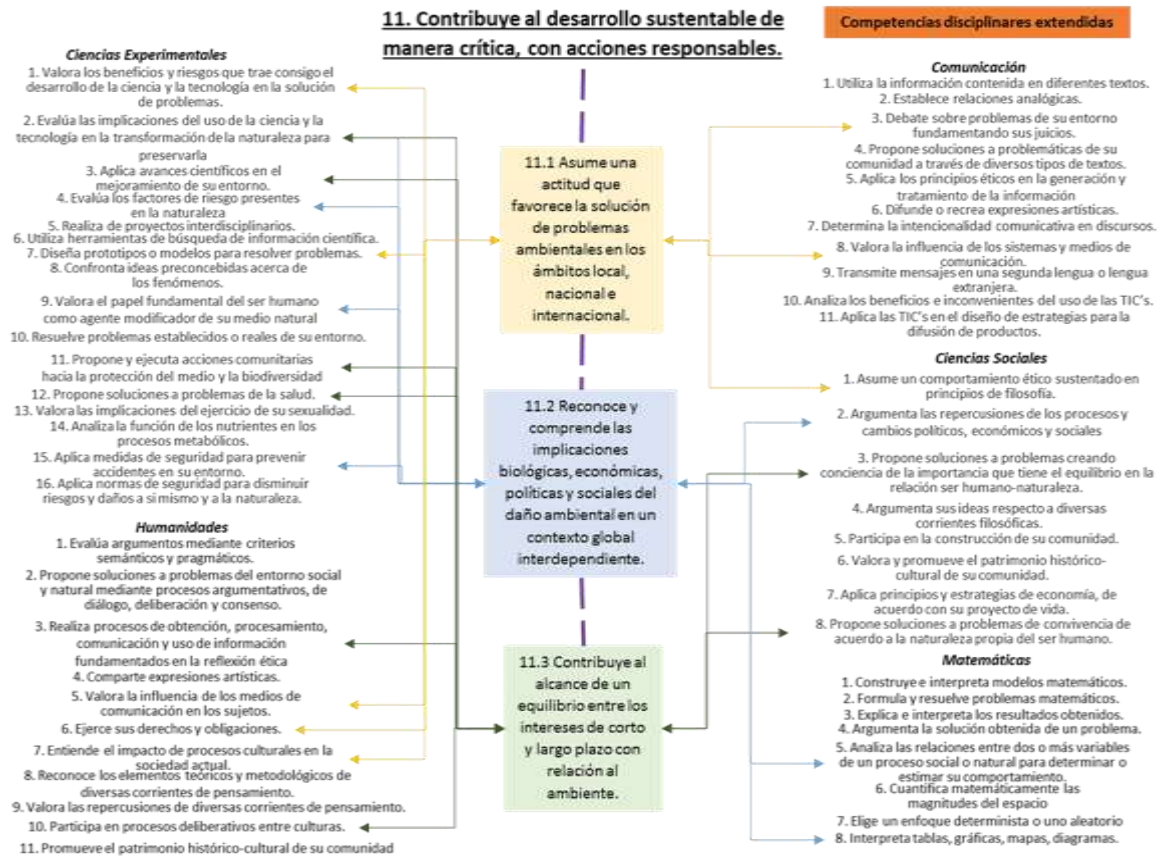 11. Contribuye al desarrollo sustentable de
manera crítica, con acciones responsables.
Competencias disciplinares extendidas
Ciencias Experimentales
1. Valora los beneficios y riesgos que trae consigo el
desarrollo de la ciencia y la tecnología en la solución
de problemas.
2. Evalúa las implicaciones del uso de la ciencia y la
tecnología en la transformación de la naturaleza para
preservarla
3. Aplica avances científicos en el
mejoramiento de su entorno.
4. Evalúa los factores de riesgo presentes
en la naturaleza
5. Realiza de proyectos interdisciplinarios.
6. Utiliza herramientas de búsqueda de información científica.
7. Diseña prototipos o modelos para resolver problemas.
8. Confronta ideas preconcebidas acerca de
los fenómenos.
9. Valora el papel fundamental del ser humano
como agente modificador de su medio natural
10. Resuelve problemas establecidos o reales de su entorno.
11. Propone y ejecuta acciones comunitarias
hacia la protección del medio y la biodiversidad
12. Propone soluciones a problemas de la salud.
13. Valora las implicaciones del ejercicio de su sexualidad.
14. Analiza la función de los nutrientes en los
procesos metabólicos.
15. Aplica medidas de seguridad para prevenir
accidentes en su entorno.
16. Aplica normas de seguridad para disminuir
riesgos y daños a si mismo y a la naturaleza.
Humanidades
1. Evalúa argumentos mediante criterios
semánticos y pragmáticos.
2. Propone soluciones a problemas del entorno social
y natural mediante procesos argumentativos, de
diálogo, deliberación y consenso.
3. Realiza procesos de obtención, procesamiento,
comunicación y uso de información
fundamentados en la reflexión ética
4. Comparte expresiones artísticas.
5. Valora la influencia de los medios de
comunicación en los sujetos.
6. Ejerce sus derechos y obligaciones.
7. Entiende el impacto de procesos culturales en la
sociedad actual.
8. Reconoce los elementos teóricos y metodológicos de
diversas corrientes de pensamiento.
9. Valora las repercusiones de diversas corrientes de pensamiento.
10. Participa en procesos deliberativos entre culturas.
11. Promueve el patrimonio histórico-cultural de su comunidad
11.1 Asume una
actitud que
favorece la solución
de problemas
ambientales en los
ámbitos local,
nacional e
internacional.
11.2 Reconoce y
comprende las
implicaciones
biológicas, económicas,
políticas y sociales del
daño ambiental en un
contexto global
interdependiente.
11.3 Contribuye al
alcance de un
equilibrio entre los
intereses de corto
y largo plazo con
relación al
ambiente.
Comunicación
1. Utiliza la información contenida en diferentes textos.
2. Establece relaciones analógicas.
3. Debate sobre problemas de su entorno
fundamentando sus juicios.
4. Propone soluciones a problemáticas de su
comunidad a través de diversos tipos de textos.
5. Aplica los principios éticos en la generación y
tratamiento de la información
6. Difunde o recrea expresiones artísticas.
7. Determina la intencionalidad comunicativa en discursos.
8. Valora la influencia de los sistemas y medios de
comunicación.
9. Transmite mensajes en una segunda lengua o lengua
extranjera.
10. Analiza los beneficios e inconvenientes del uso de las TIC's.
11. Aplica las TIC's en el diseño de estrategias para la
difusión de productos.
Ciencias Sociales
1. Asume un comportamiento ético sustentado en
principios de filosofía.
2. Argumenta las repercusiones de los procesos y
cambios políticos, económicos y sociales
3. Propone soluciones a problemas creando
conciencia de la importancia que tiene el equilibrio en la
relación ser humano-naturaleza.
4. Argumenta sus ideas respecto a diversas
corrientes filosóficas.
5. Participa en la construcción de su comunidad.
6. Valora y promueve el patrimonio histórico-
cultural de su comunidad.
7. Aplica principios y estrategias de economía, de
acuerdo con su proyecto de vida.
8. Propone soluciones a problemas de convivencia de
acuerdo a la naturaleza propia del ser humano.
Matemáticas
1. Construye e interpreta modelos matemáticos.
2. Formula y resuelve problemas matemáticos.
3. Explica e interpreta los resultados obtenidos.
4. Argumenta la solución obtenida de un problema.
5. Analiza las relaciones entre dos o más variables
de un proceso social o natural para determinar o
estimar su comportamiento.
6. Cuantifica matemáticamente las
magnitudes del espacio
7. Elige un enfoque determinista o uno aleatorio
8. Interpreta tablas, gráficas, mapas, diagramas.